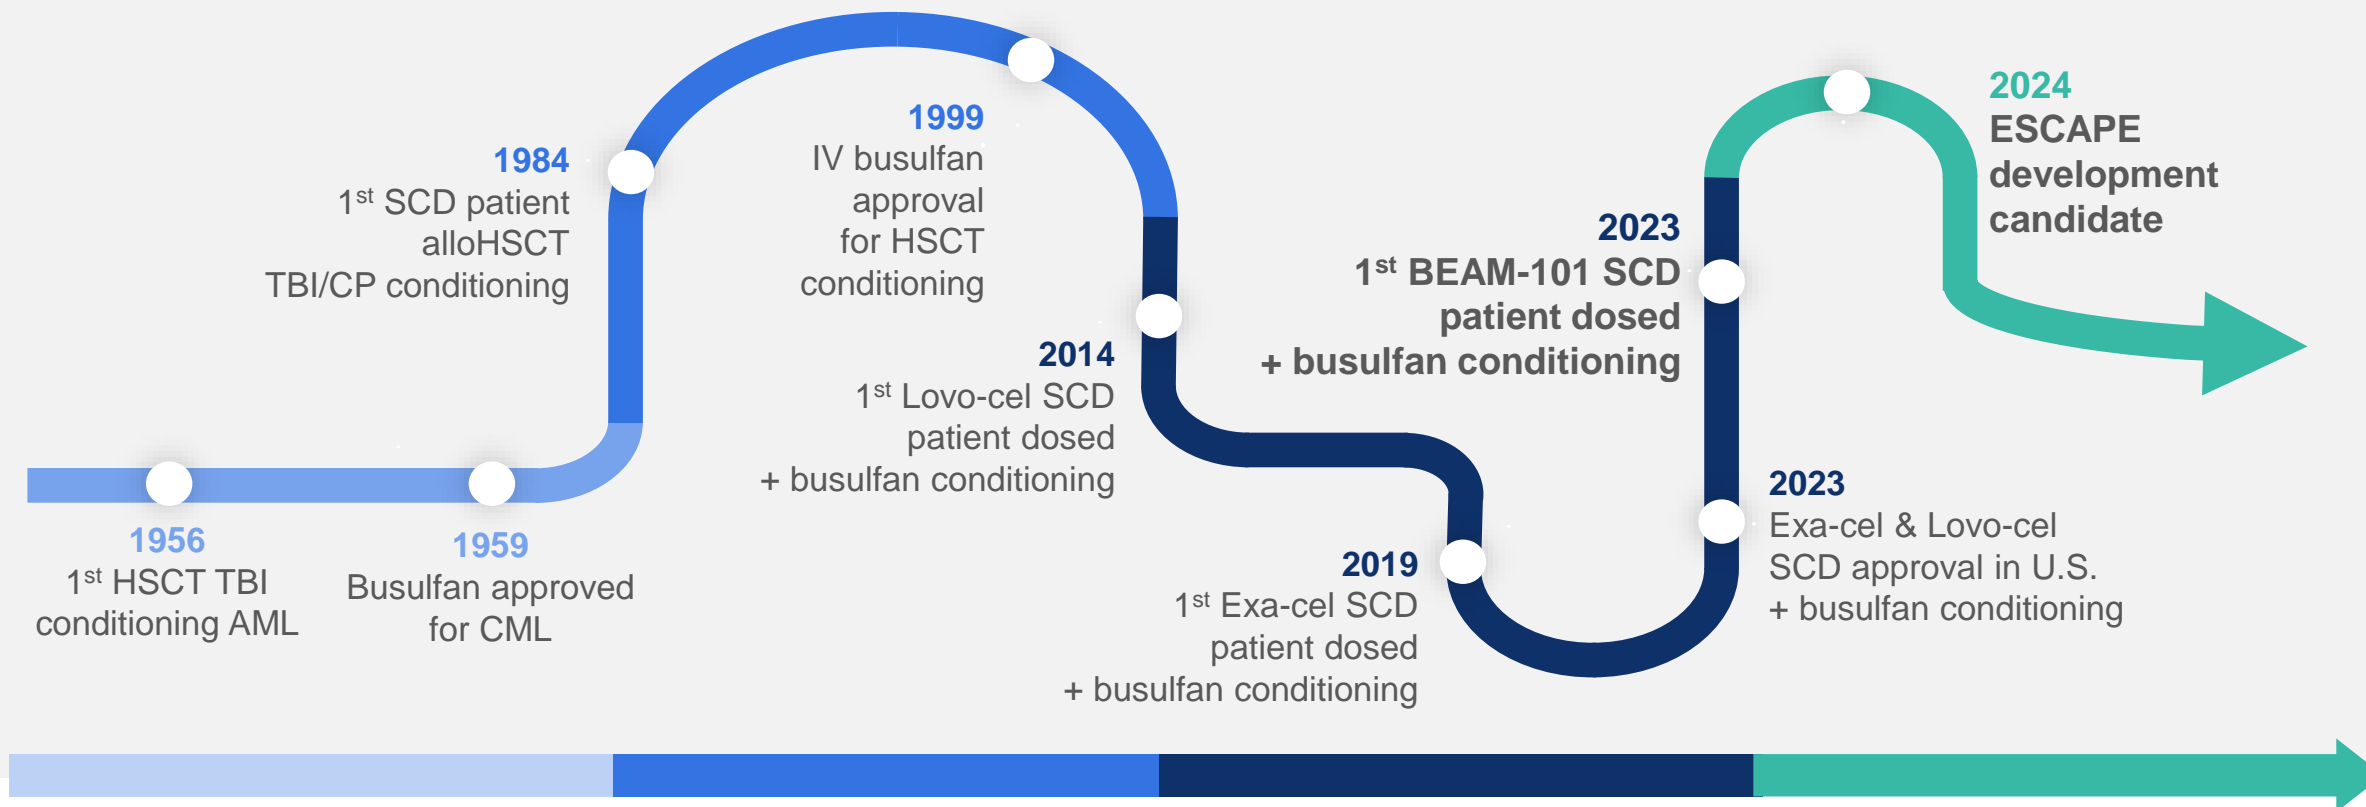 1956
1st HSCT TBI
conditioning AML
1959
Busulfan approved
for CML
1984
1st SCD patient
alloHSCT
TBI/CP conditioning
1999
IV busulfan
approval
for HSCT
conditioning
2014
1st Lovo-cel SCD
patient dosed
+ busulfan conditioning
2019
1st Exa-cel SCD
patient dosed
+ busulfan conditioning
2023
Exa-cel & Lovo-cel
SCD approval in U.S.
+ busulfan conditioning
2023
1st BEAM-101 SCD
patient dosed
+ busulfan conditioning
2024
ESCAPE
development
candidate